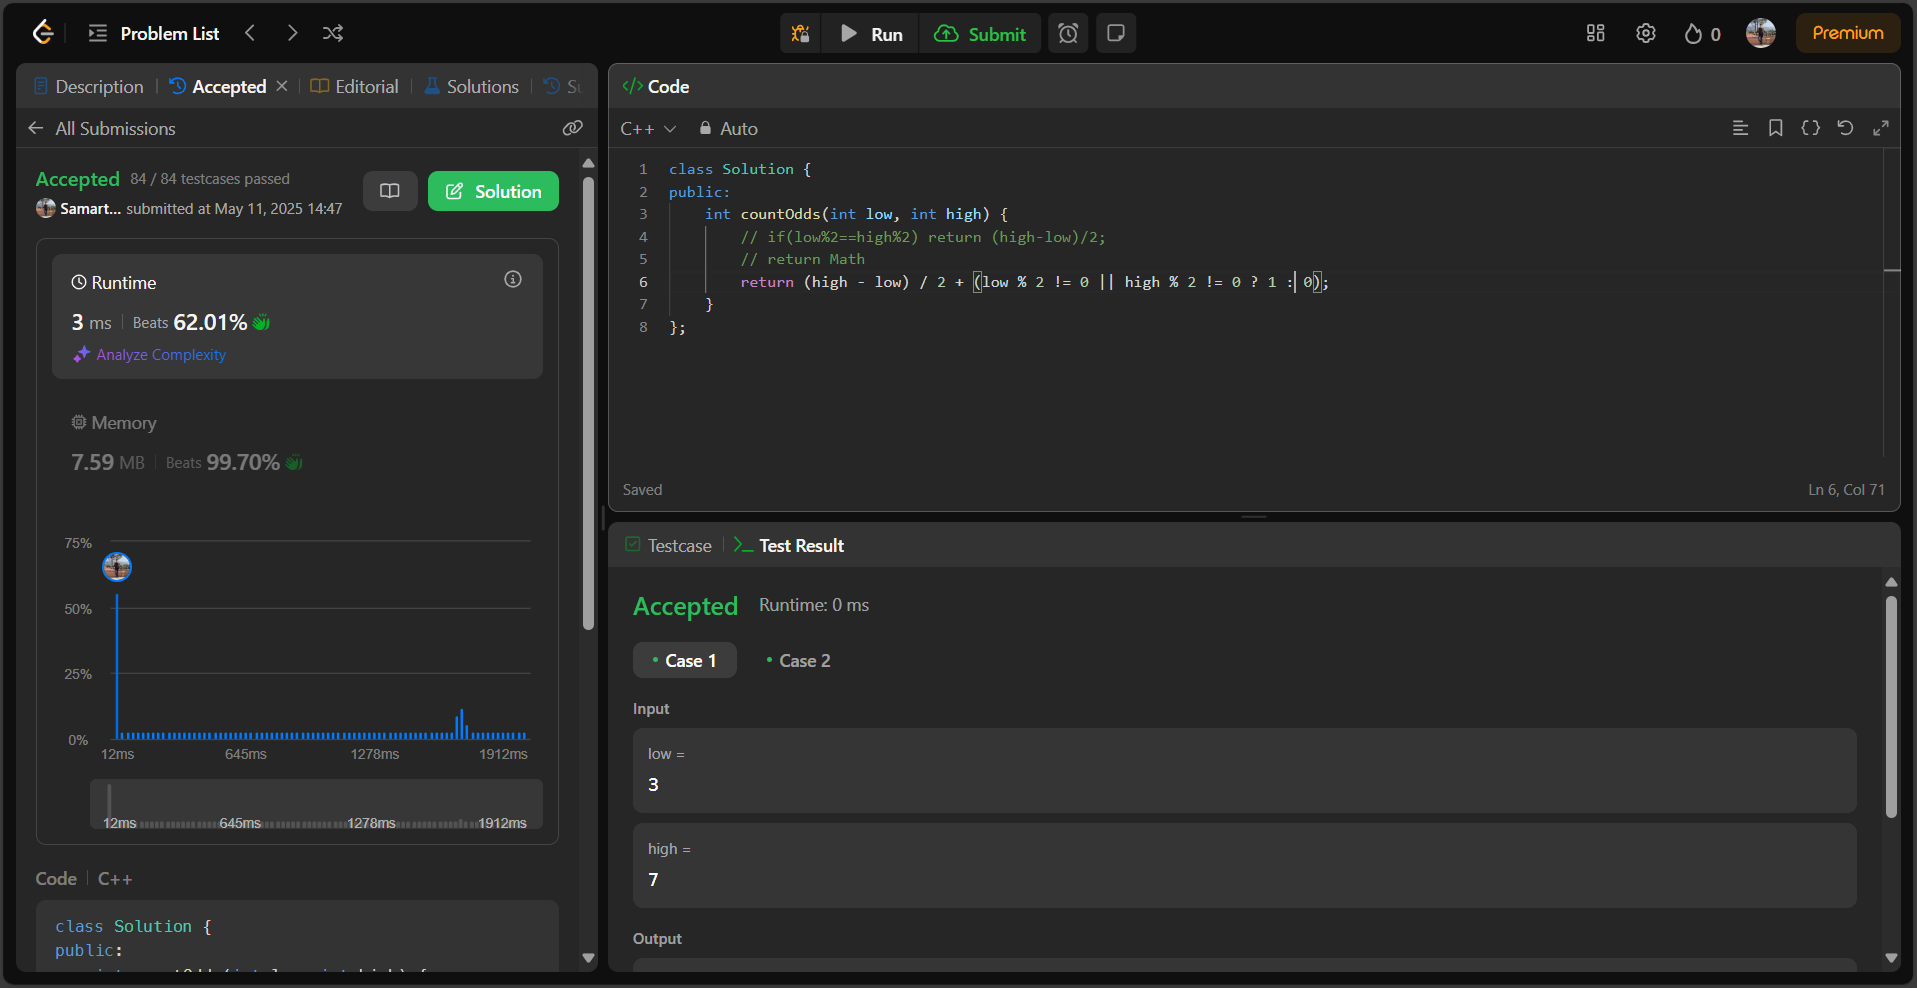 Problem List
Run
Submit
0
Premium
Description
Accepted
Editorial
Solutions
Su
All Submissions
Accepted 84 / 84 testcases passed
Samart... submitted at May 11, 2025 14:47
Solution
Runtime
3 ms Beats 62.01%
Analyze Complexity
Memory
7.59 MB Beats 99.70%
75%
50%
25%
0%
12ms 645ms 1278ms 1912ms
12ms 645ms 1278ms 1912ms
Code C++
class Solution {
public:
</> Code
C++ Auto
1 class Solution {
2 public:
3 int countOdds(int low, int high) {
4 // if(low%2==high%2) return (high-low)/2;
5 // return Math
6 return (high - low) / 2 + (low % 2 != 0 || high % 2 != 0 ? 1 : 0);
7 }
8 };
Saved
Ln 6, Col 71
Testcase
Test Result
Accepted Runtime: 0 ms
Case 1
Case 2
Input
low =
3
high =
7
Output